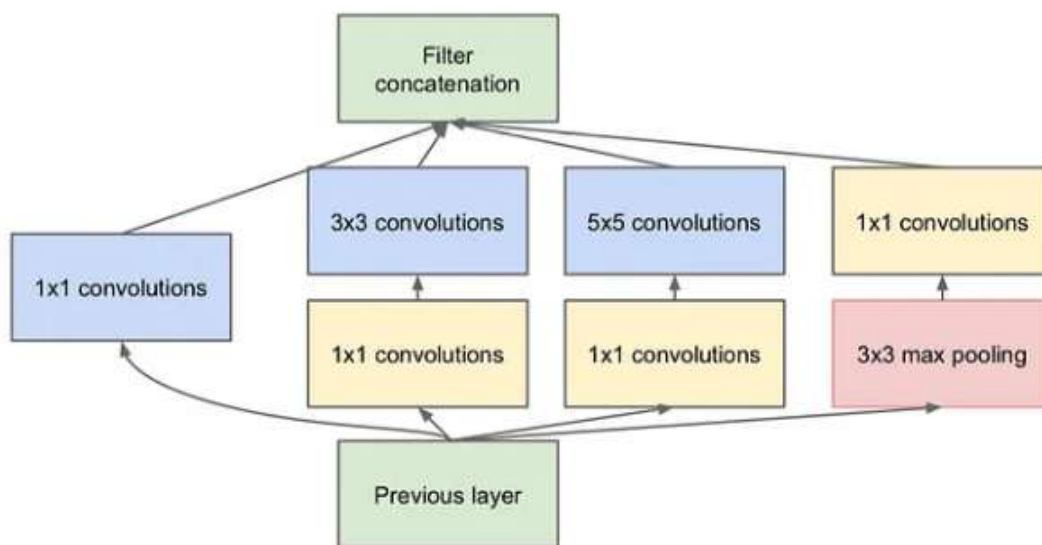 Filter
concatenation
3x3 convolutions
5x5 convolutions
1x1 convolutions
1x1 convolutions
1x1 convolutions
1x1 convolutions
3x3 max pooling
Previous layer